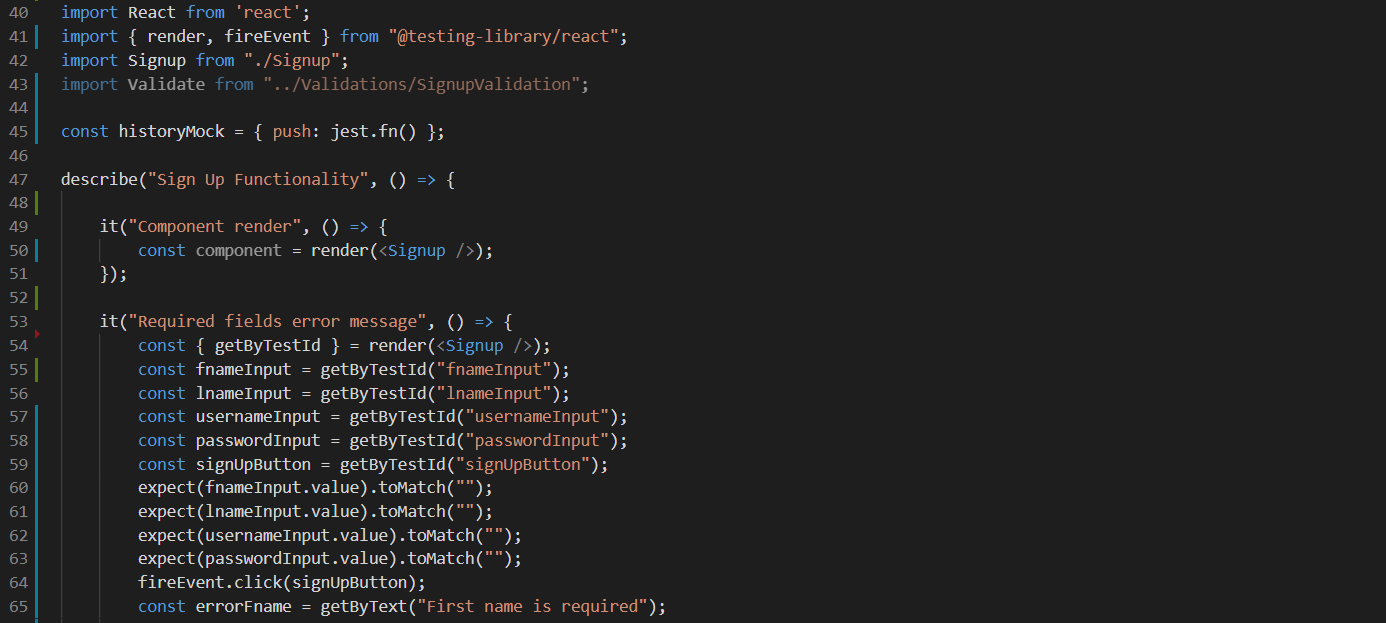 40 import React from 'react';
41 import { render, fireEvent } from "@testing-library/react";
42 import Signup from "./Signup";
43 import Validate from "../Validations/SignupValidation";
44
45 const historyMock = { push: jest.fn() };
46
47 describe("Sign Up Functionality", () => {
48
49     it("Component render", () => {
50         const component = render(<Signup />);
51     });
52
53     it("Required fields error message", () => {
54         const { getByTestId } = render(<Signup />);
55         const fnameInput = getByTestId("fnameInput");
56         const lnameInput = getByTestId("lnameInput");
57         const usernameInput = getByTestId("usernameInput");
58         const passwordInput = getByTestId("passwordInput");
59         const signUpButton = getByTestId("signUpButton");
60         expect(fnameInput.value).toMatch("");
61         expect(lnameInput.value).toMatch("");
62         expect(usernameInput.value).toMatch("");
63         expect(passwordInput.value).toMatch("");
64         fireEvent.click(signUpButton);
65         const errorFname = getByText("First name is required");